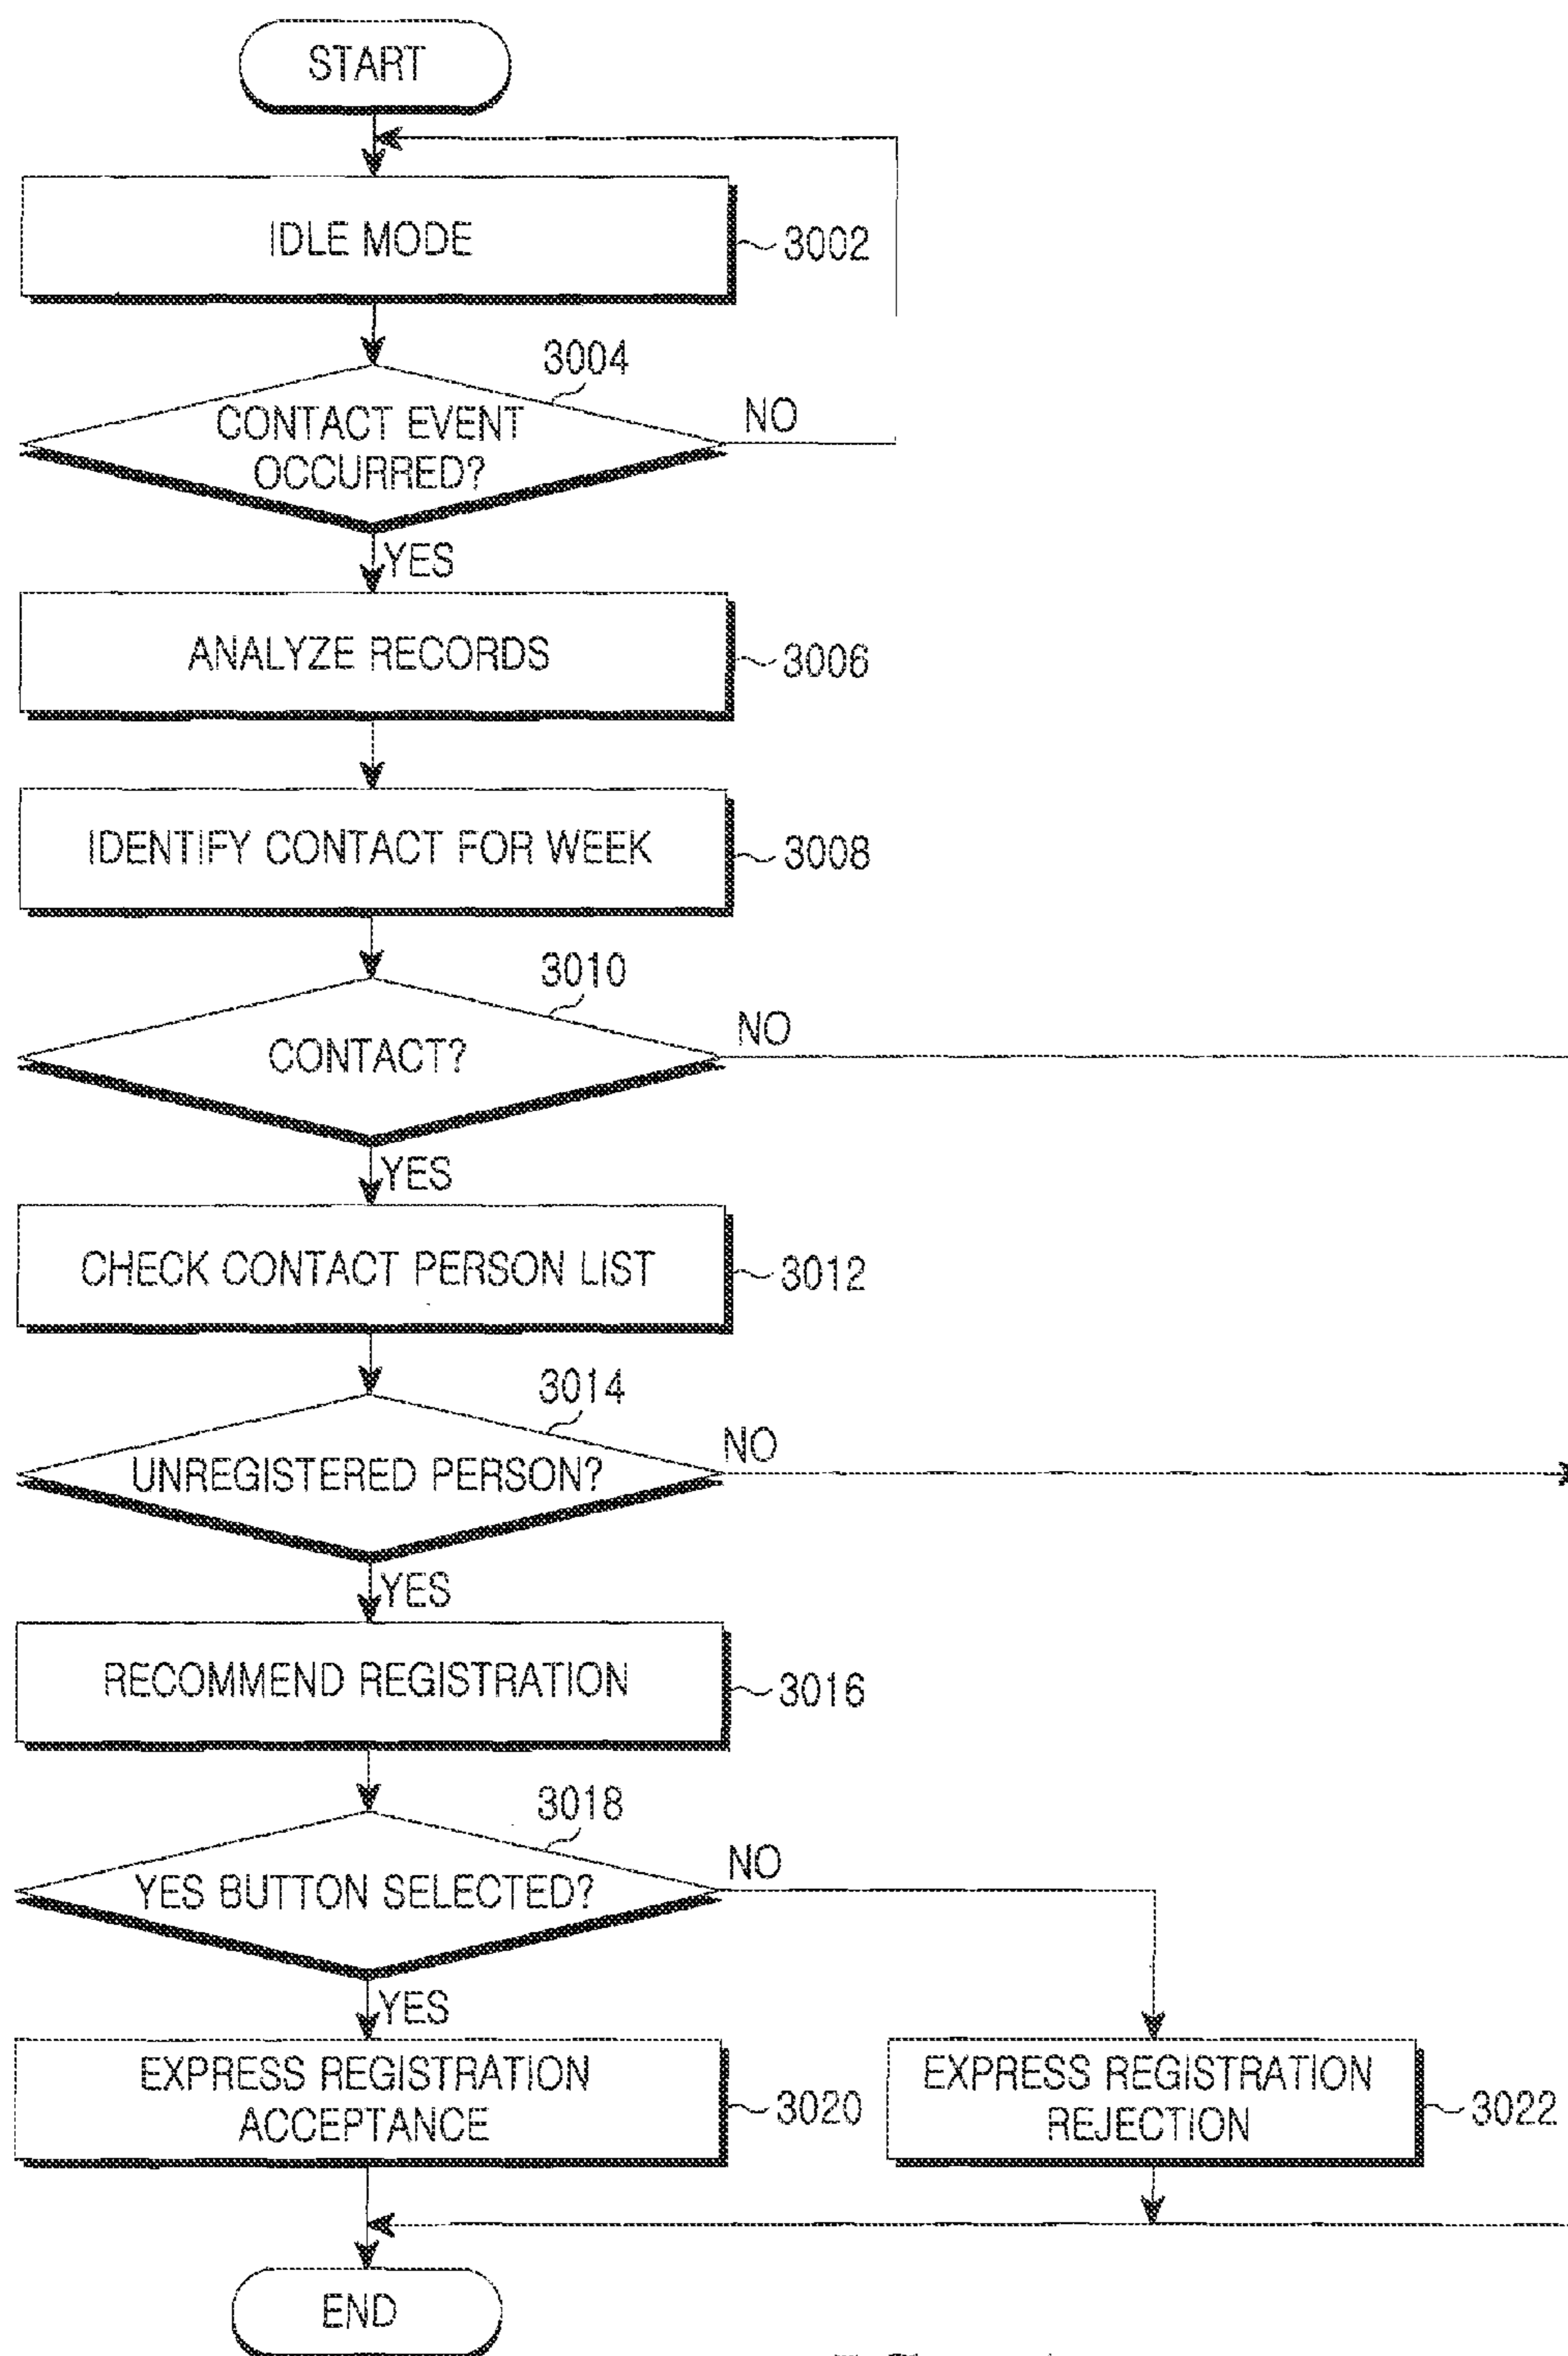 START
IDLE MODE
3002
3004
CONTACT EVENT
OCCURRED?
NO
YES
ANALYZE RECORDS
3006
IDENTIFY CONTACT FOR WEEK
3008
3010
CONTACT?
NO
YES
CHECK CONTACT PERSON LIST
3012
3014
UNREGISTERED PERSON?
NO
YES
RECOMMEND REGISTRATION
3016
3018
YES BUTTON SELECTED?
NO
YES
EXPRESS REGISTRATION
ACCEPTANCE
3020
EXPRESS REGISTRATION
REJECTION
3022
END